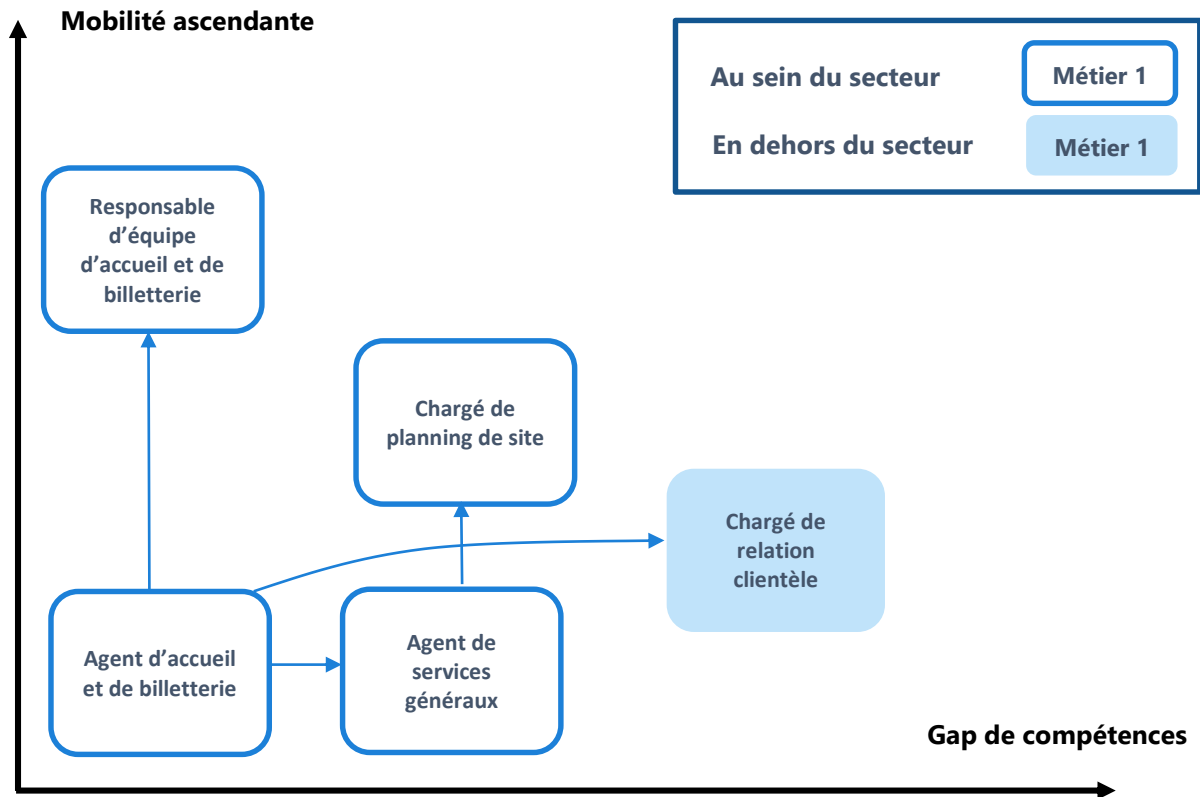 Mobilité ascendante
Au sein du secteur
Métier 1
En dehors du secteur
Métier 1
Responsable
d’équipe
d’accueil et de
billetterie
Chargé de
planning de site
Chargé de
relation
clientèle
Agent d’accueil
et de billetterie
Agent de
services
généraux
Gap de compétences